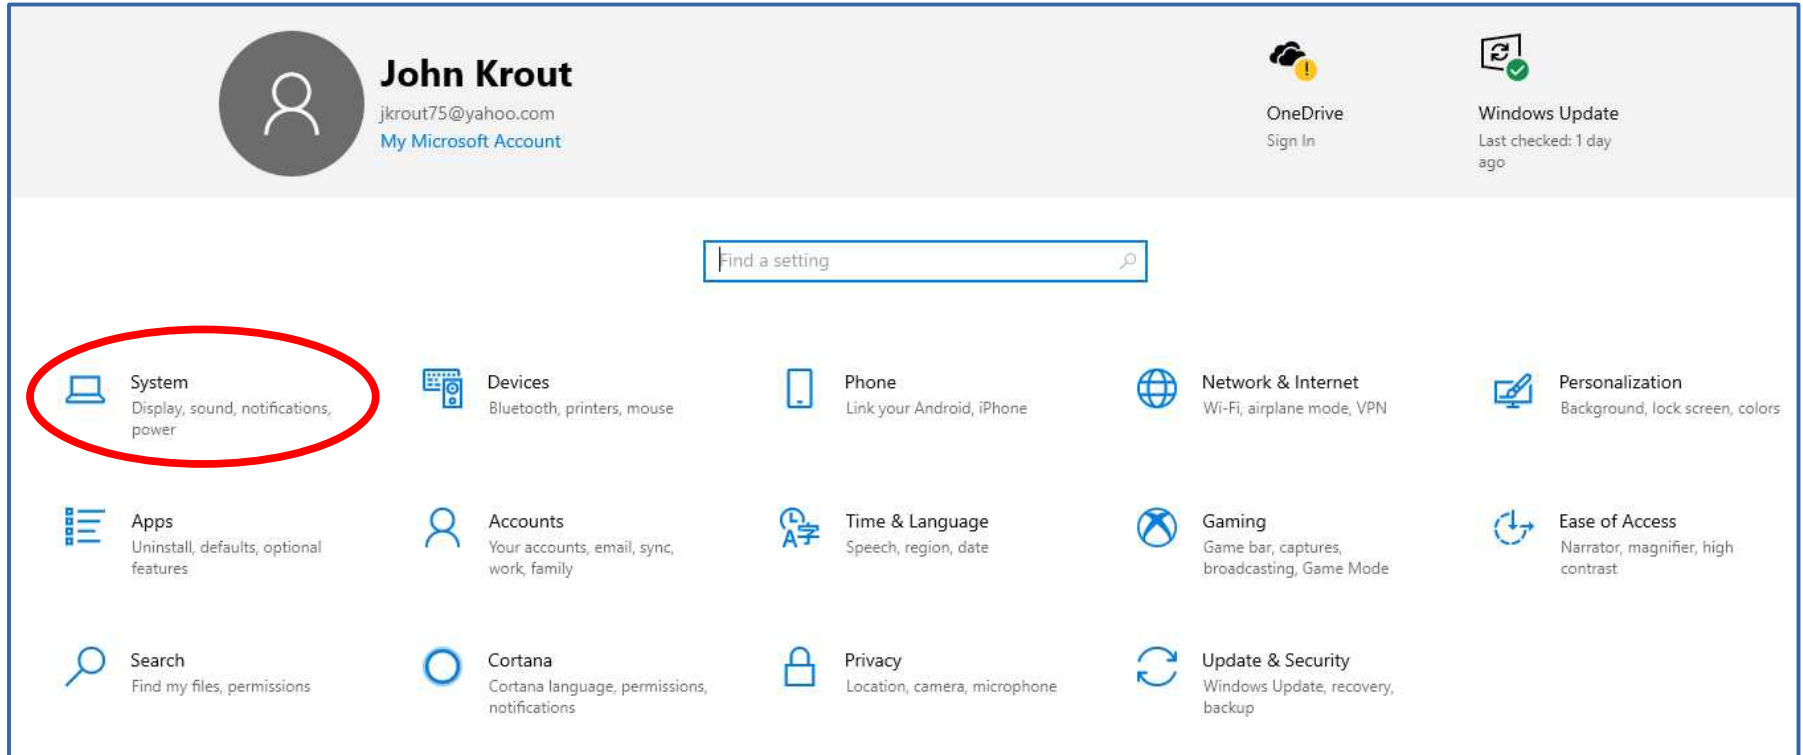 John Krout
jkrout75@yahoo.com
My Microsoft Account
OneDrive
Sign In
Windows Update
Last checked: 1 day
ago
Find a setting
System
Display, sound, notifications,
power
Devices
Bluetooth, printers, mouse
Phone
Link your Android, iPhone
Network & Internet
Wi-Fi, airplane mode, VPN
Personalization
Background, lock screen, colors
Apps
Uninstall, defaults, optional
features
Accounts
Your accounts, email, sync,
work, family
Time & Language
Speech, region, date
Gaming
Game bar, captures,
broadcasting, Game Mode
Ease of Access
Narrator, magnifier, high
contrast
Search
Find my files, permissions
Cortana
Cortana language, permissions,
notifications
Privacy
Location, camera, microphone
Update & Security
Windows Update, recovery,
backup